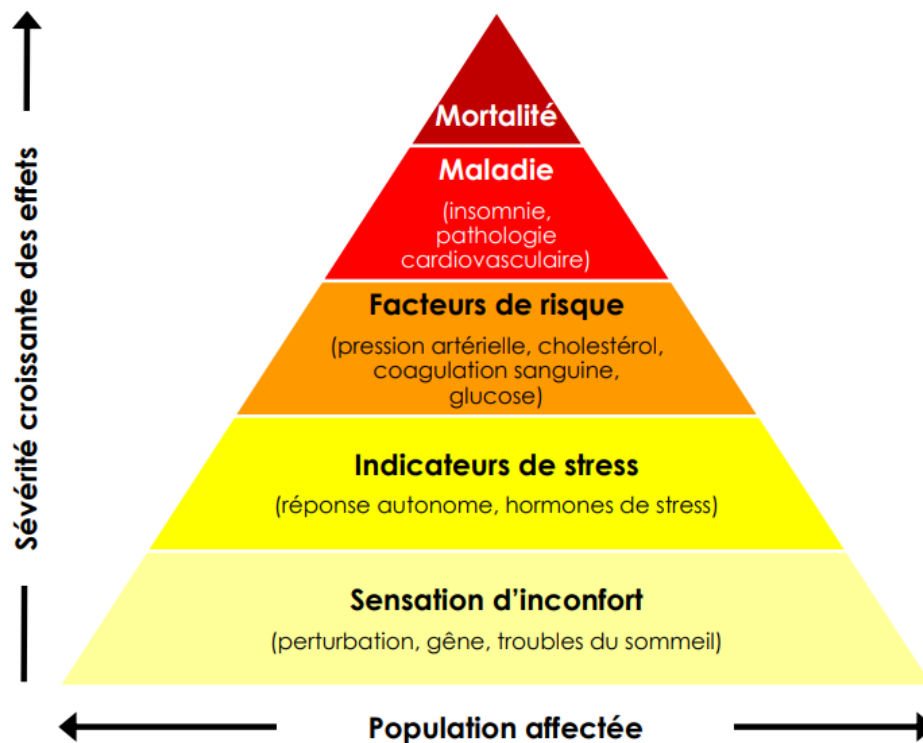 Sévérité croissante des effets
Mortalité
Maladie
(insomnie,
pathologie
cardiovasculaire)
Facteurs de risque
(pression artérielle, cholestérol,
coagulation sanguine,
glucose)
Indicateurs de stress
(réponse autonome, hormones de stress)
Sensation d’inconfort
(perturbation, gêne, troubles du sommeil)
Population affectée